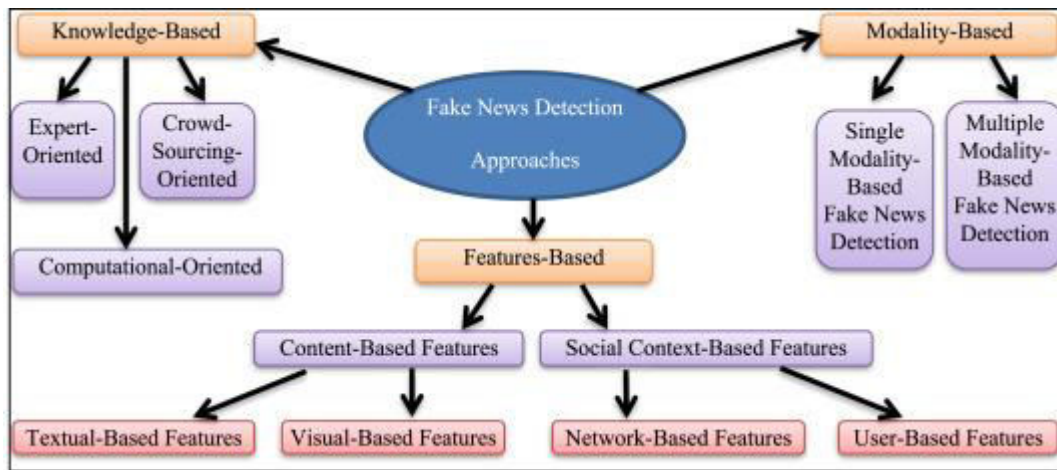 Knowledge-Based
Modality-Based
Fake News Detection
Approaches
Expert-
Oriented
Crowd-
Sourcing-
Oriented
Single
Modality-
Based
Fake News
Detection
Multiple
Modality-
Based
Fake News
Detection
Computational-Oriented
Features-Based
Content-Based Features
Social Context-Based Features
Textual-Based Features
Visual-Based Features
Network-Based Features
User-Based Features